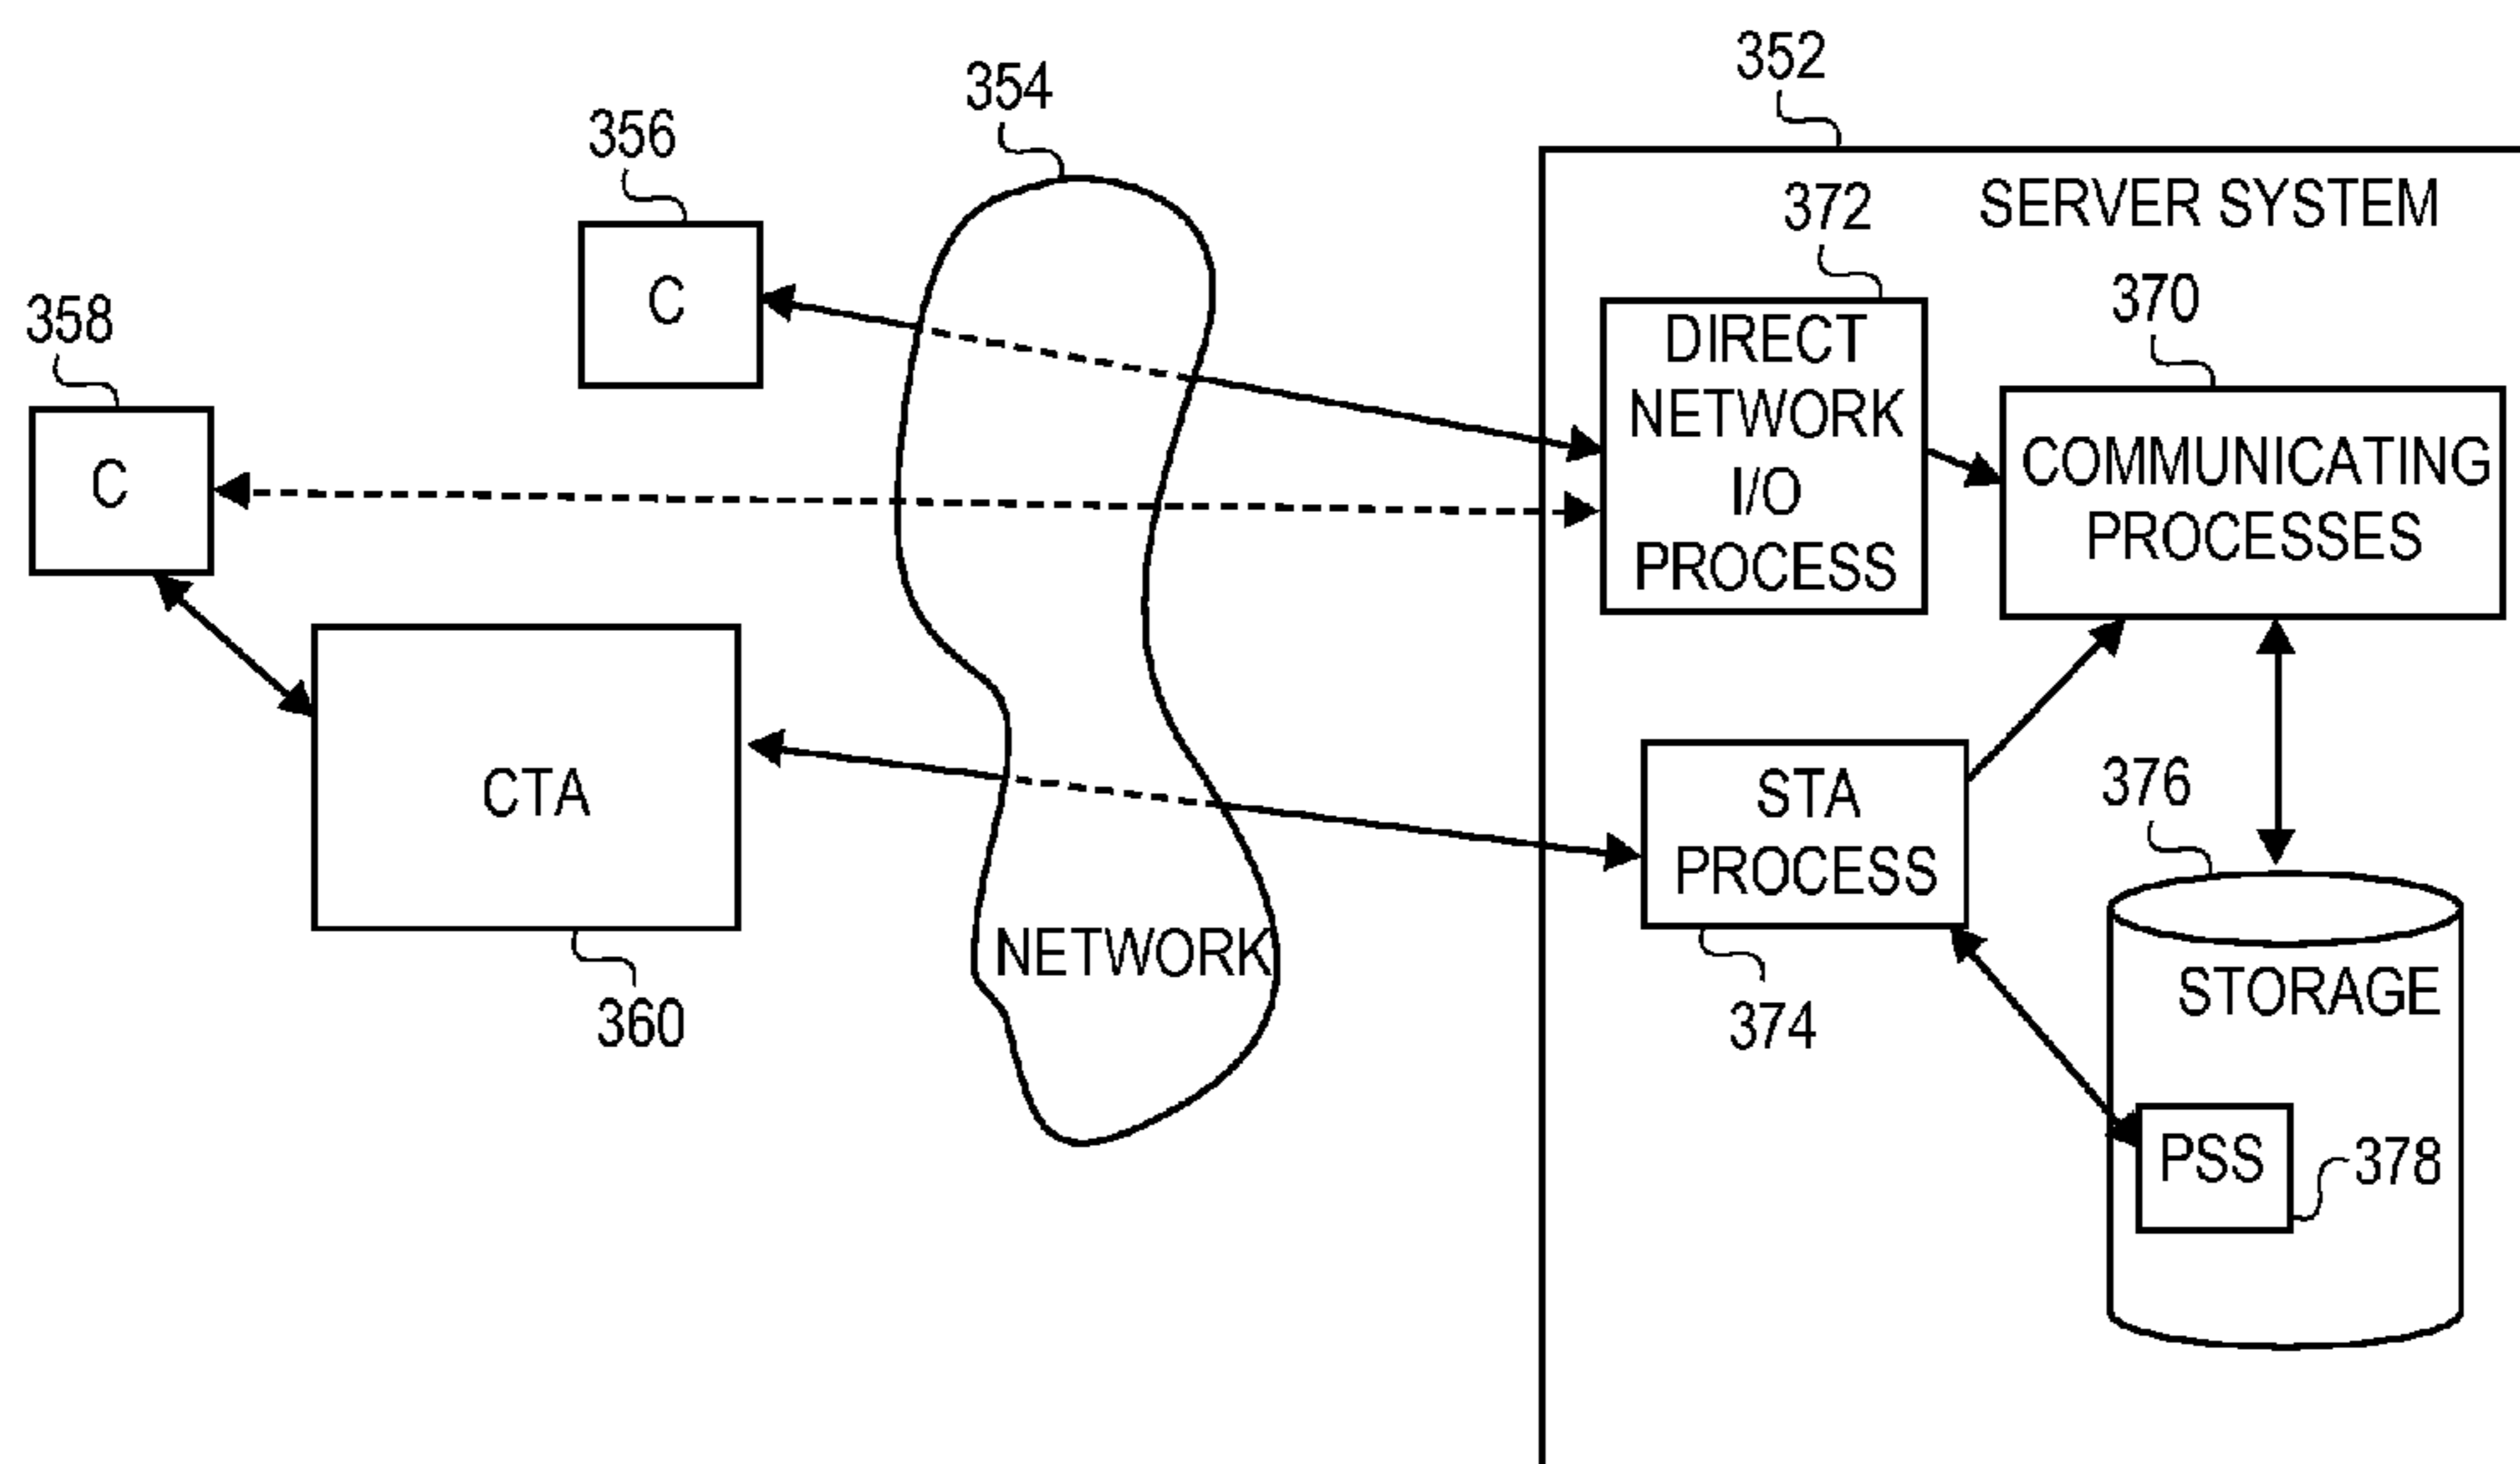 352
354
356
SERVER SYSTEM
372
370
358
C
C
DIRECT
NETWORK
I/O
PROCESS
COMMUNICATING
PROCESSES
CTA
STA
PROCESS
376
NETWORK
STORAGE
360
374
PSS
378